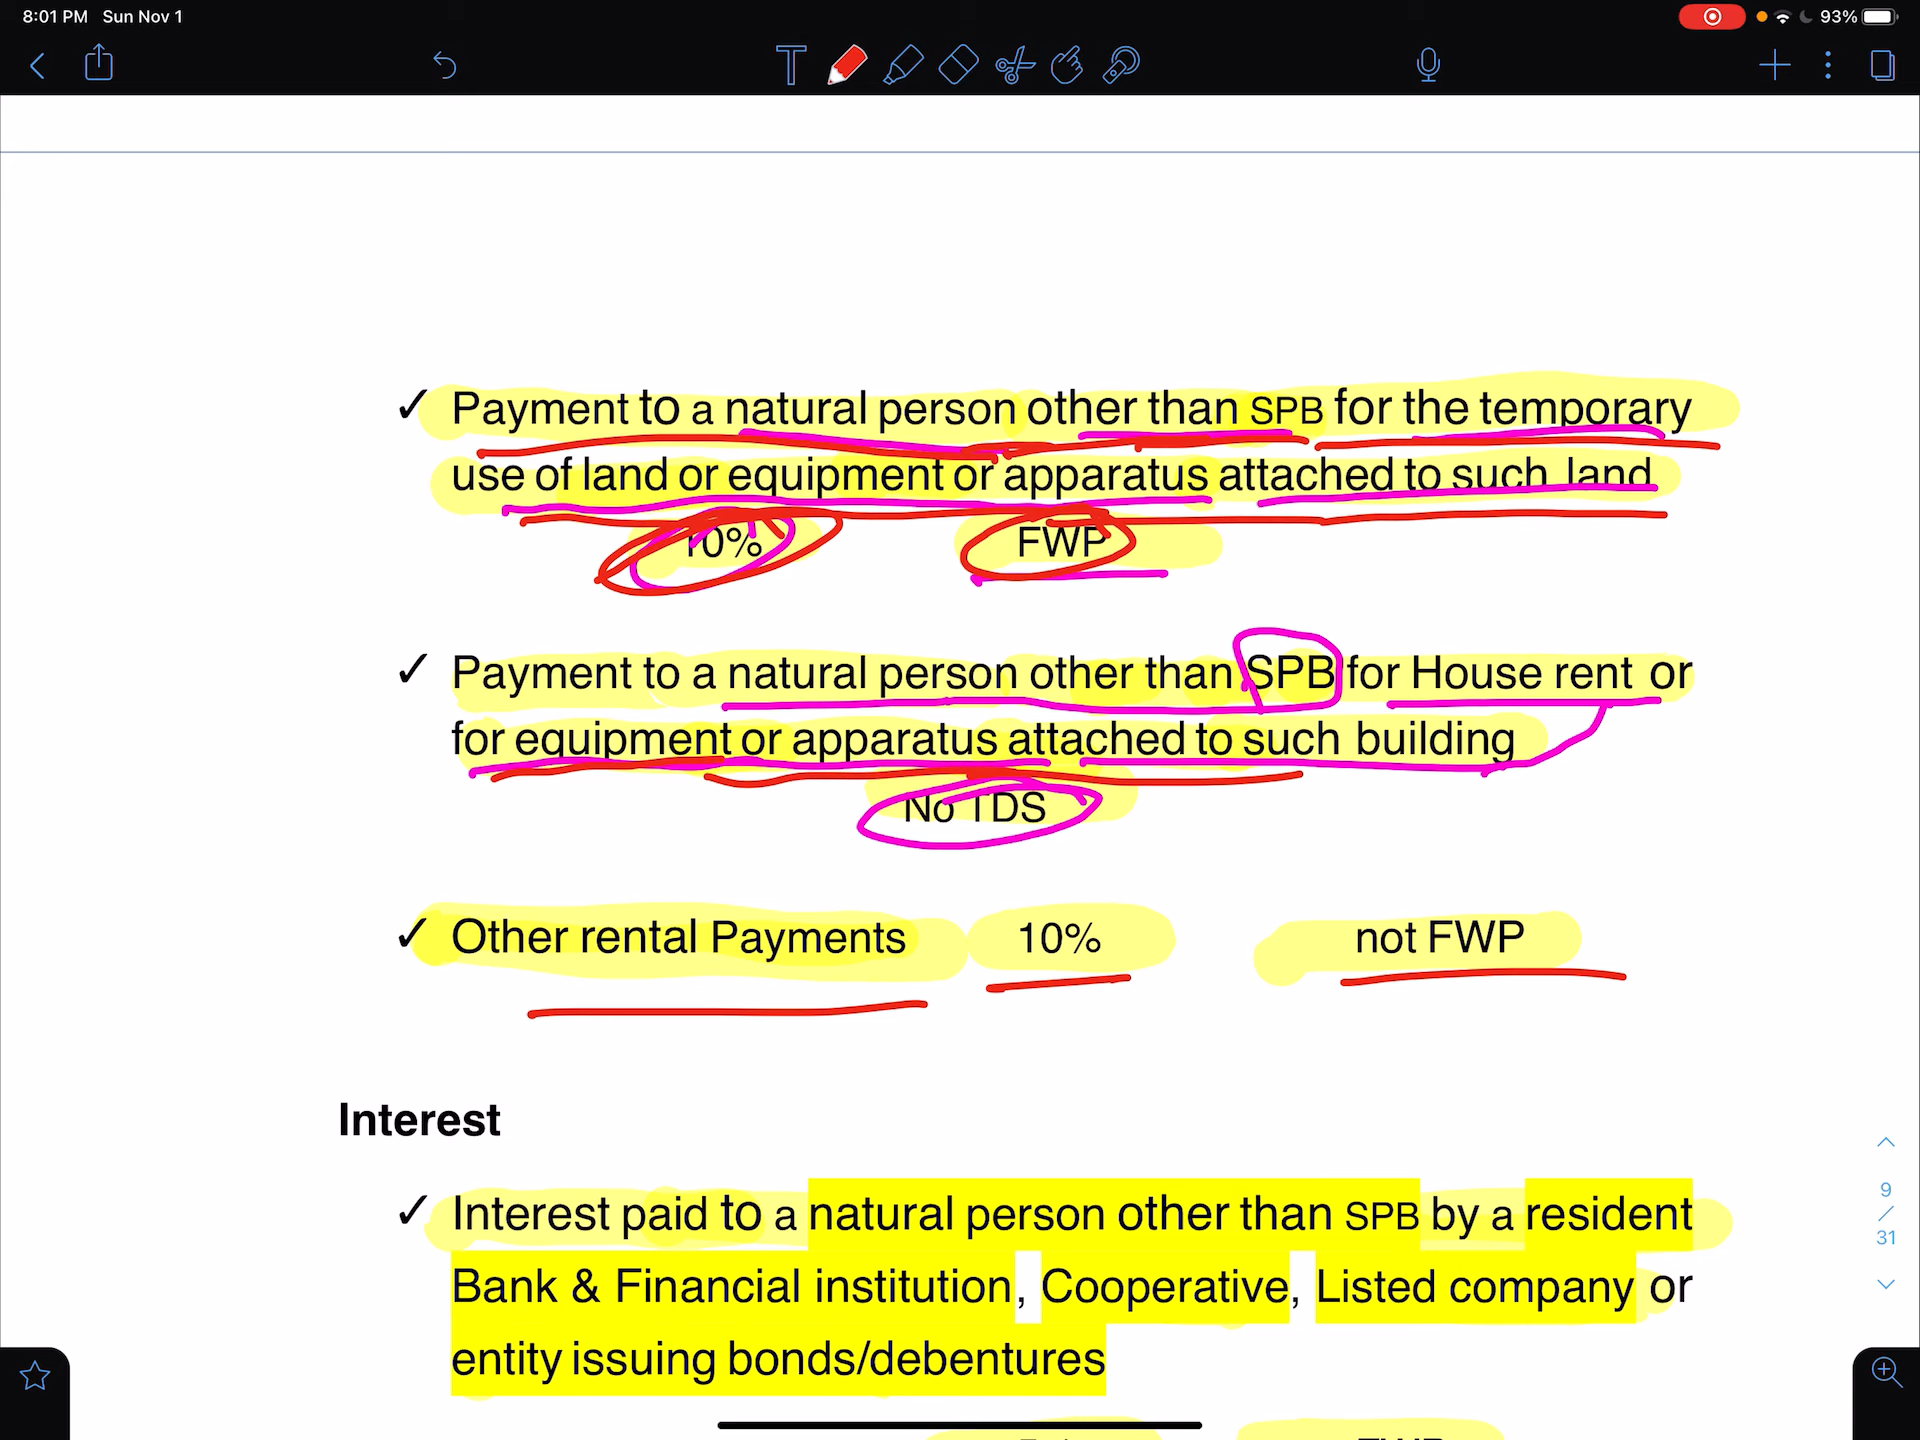 8:01 PM Sun Nov 1
93%
T
✓ Payment to a natural person other than SPB for the temporary
use of land or equipment or apparatus attached to such land
10% FWP
✓ Payment to a natural person other than SPB for House rent or
for equipment or apparatus attached to such building
No TDS
✓ Other rental Payments 10% not FWP
Interest
✓ Interest paid to a natural person other than SPB by a resident
Bank & Financial institution, Cooperative, Listed company or
entity issuing bonds/debentures
9
/
31